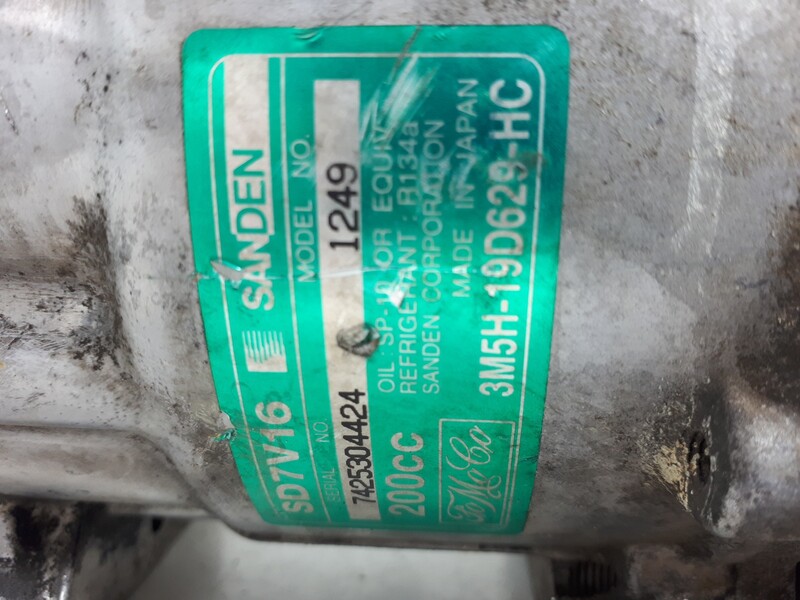 SD7V16 SANDEN
SERIAL NO. MODEL NO.
7425304424 1249
200CC OIL : SP-10 OR EQUIV
REFRIGERANT : R134a
SANDEN CORPORATION
MADE IN JAPAN
FoMoCo 3M5H-19D629-HC